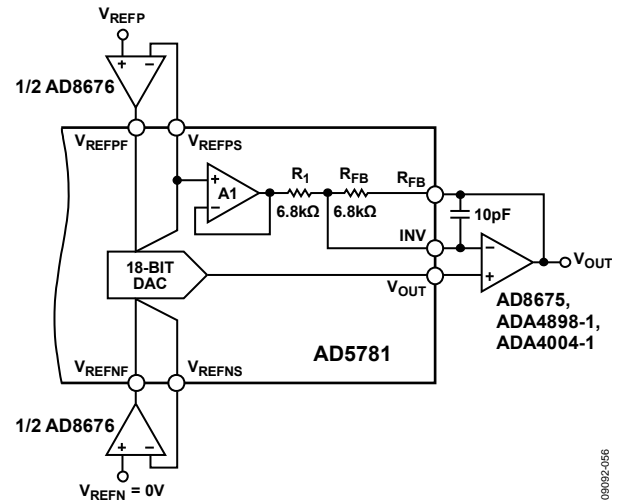 VREFP
1/2 AD8676
+ −
VREFPF
VREFPS
+
A1
−
R1
6.8kΩ
RFB
6.8kΩ
RFB
10pF
INV
18-BIT
DAC
VOUT
−
+
VOUT
AD8675,
ADA4898-1,
ADA4004-1
AD5781
VREFNF
VREFNS
1/2 AD8676
+ −
VREFN = 0V
09092-056